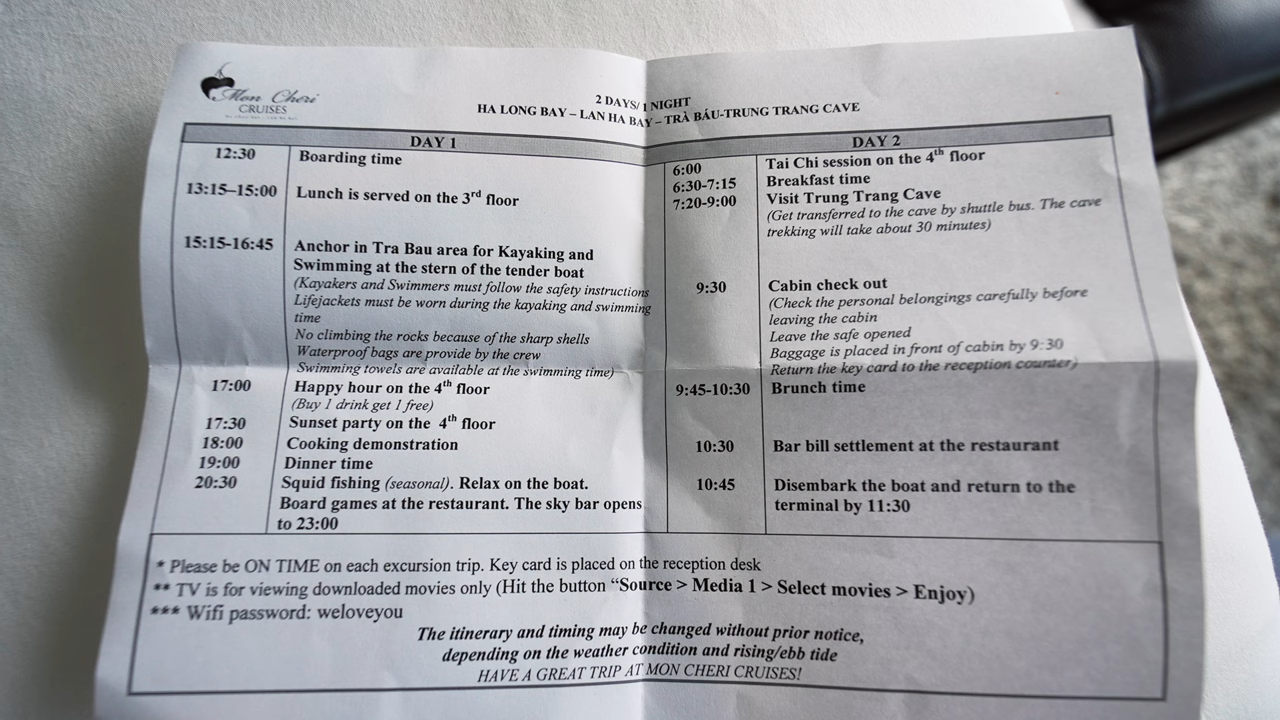 Mon Cheri
CRUISES
2 DAYS/ 1 NIGHT
HA LONG BAY – LAN HA BAY – TRÀ BÁU-TRUNG TRANG CAVE
DAY 1
12:30 Boarding time
13:15–15:00 Lunch is served on the 3rd floor
15:15-16:45 Anchor in Tra Bau area for Kayaking and
Swimming at the stern of the tender boat
(Kayakers and Swimmers must follow the safety instructions
Lifejackets must be worn during the kayaking and swimming
time
No climbing the rocks because of the sharp shells
Waterproof bags are provide by the crew
Swimming towels are available at the swimming time)
17:00 Happy hour on the 4th floor
(Buy 1 drink get 1 free)
17:30 Sunset party on the 4th floor
18:00 Cooking demonstration
19:00 Dinner time
20:30 Squid fishing (seasonal). Relax on the boat.
Board games at the restaurant. The sky bar opens
to 23:00
DAY 2
6:00 Tai Chi session on the 4th floor
6:30-7:15 Breakfast time
7:20-9:00 Visit Trung Trang Cave
(Get transferred to the cave by shuttle bus. The cave
trekking will take about 30 minutes)
9:30 Cabin check out
(Check the personal belongings carefully before
leaving the cabin
Leave the safe opened
Baggage is placed in front of cabin by 9:30
Return the key card to the reception counter)
9:45-10:30 Brunch time
10:30 Bar bill settlement at the restaurant
10:45 Disembark the boat and return to the
terminal by 11:30
* Please be ON TIME on each excursion trip. Key card is placed on the reception desk
** TV is for viewing downloaded movies only (Hit the button “Source > Media 1 > Select movies > Enjoy)
*** Wifi password: weloveyou
The itinerary and timing may be changed without prior notice,
depending on the weather condition and rising/ebb tide
HAVE A GREAT TRIP AT MON CHERI CRUISES!